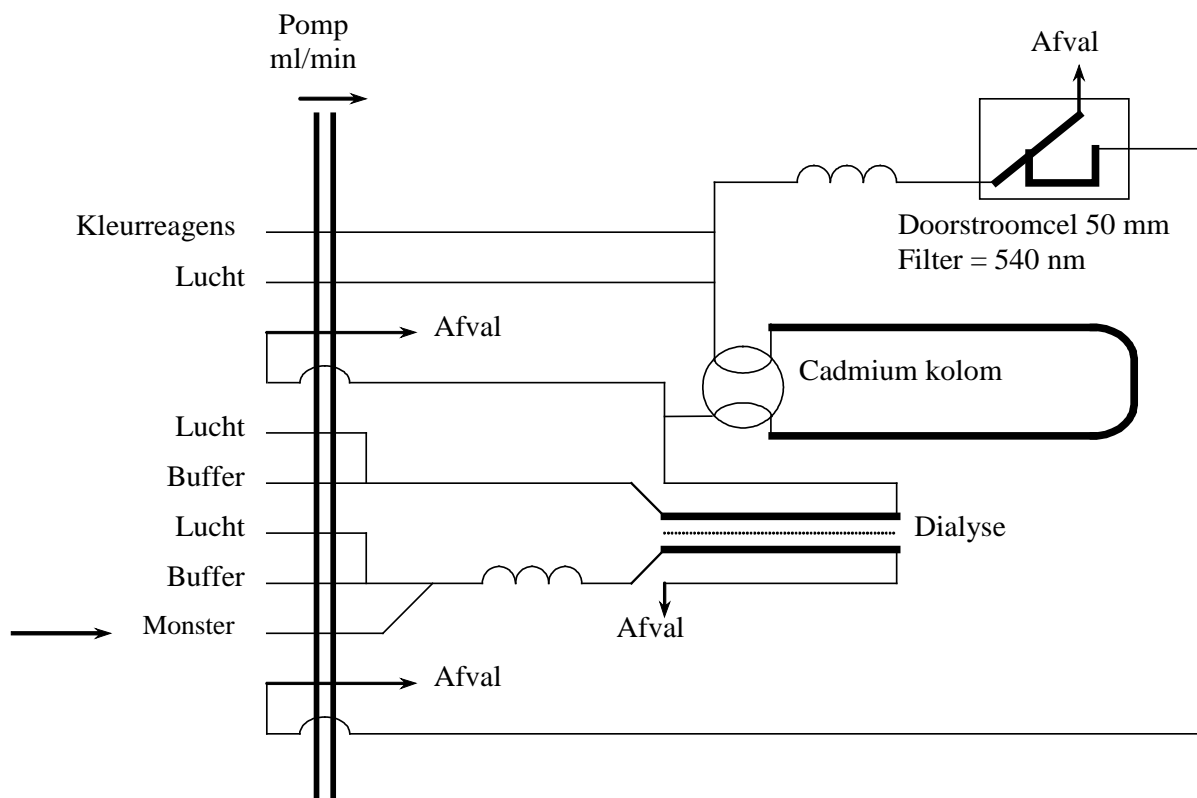 Pomp
ml/min
Afval
Kleurreagens
Doorstroomcel 50 mm
Filter = 540 nm
Lucht
Afval
Cadmium kolom
Lucht
Buffer
Lucht
Dialyse
Buffer
Monster
Afval
Afval